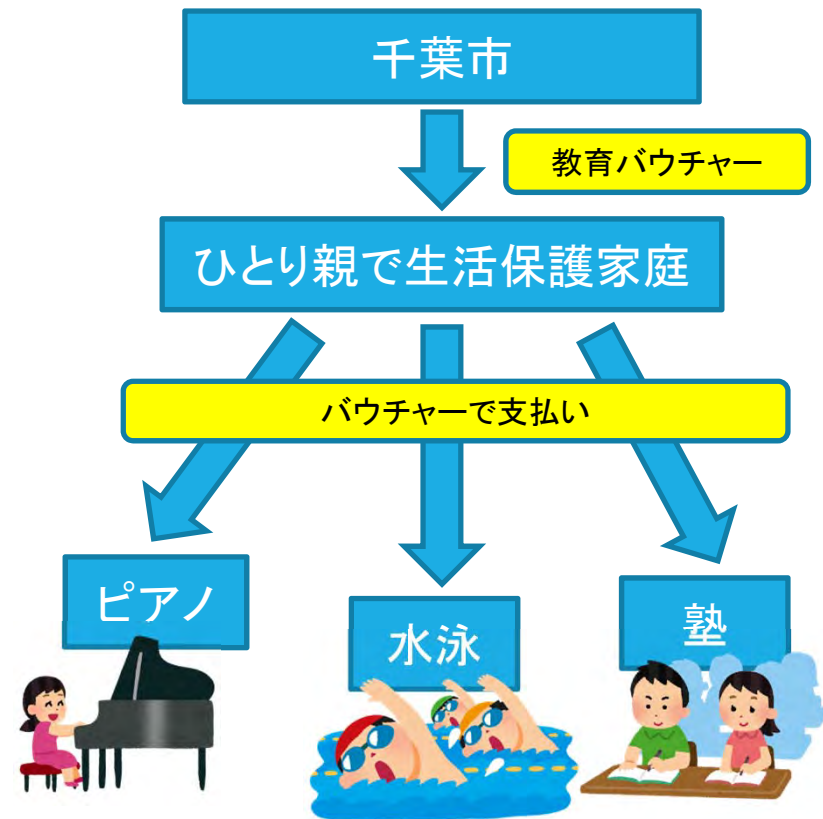 千葉市
教育バウチャー
ひとり親で生活保護家庭
バウチャーで支払い
ピアノ
水泳
塾